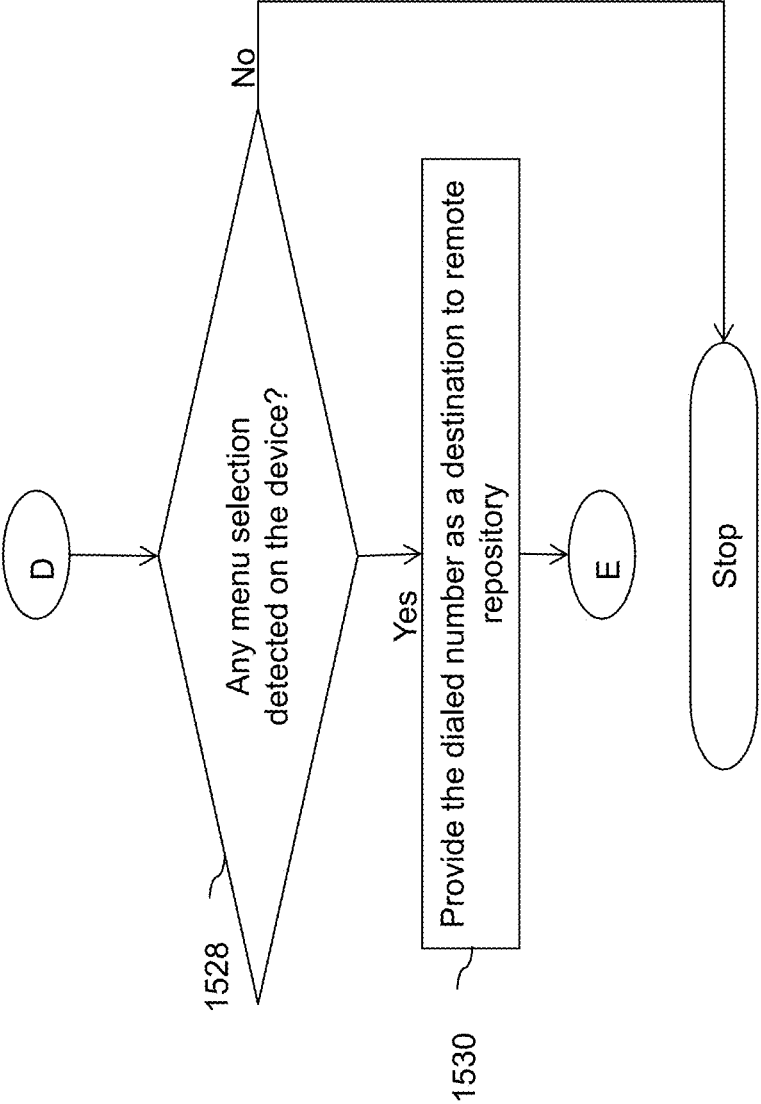 D
Any menu selection
detected on the device?
No
1528
Yes
Provide the dialed number as a destination to remote
repository
1530
E
Stop